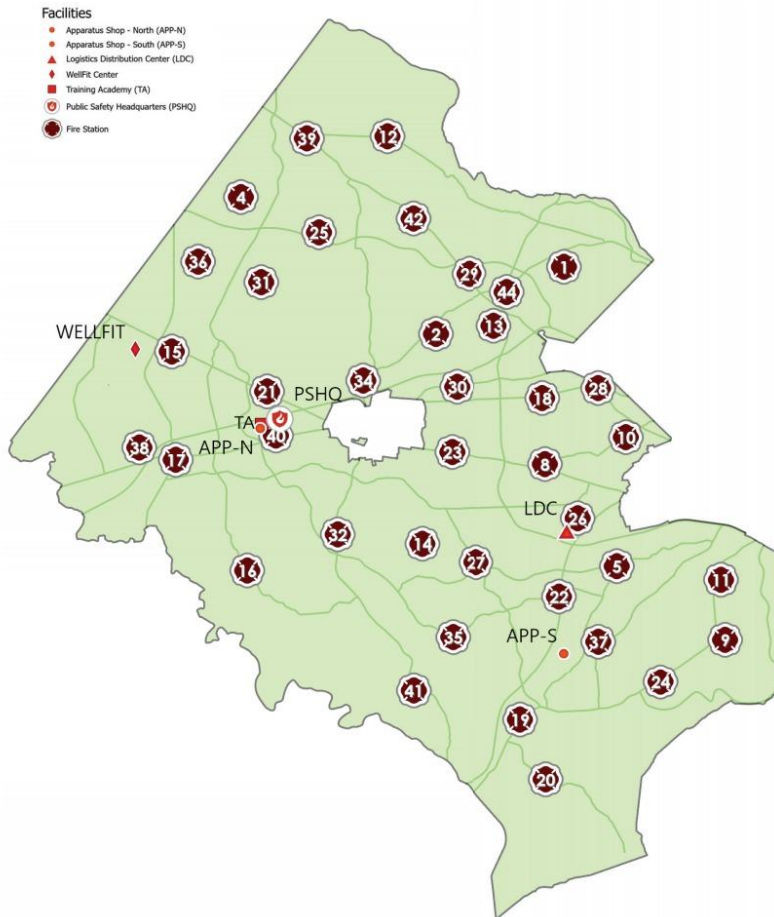 Facilities
Apparatus Shop - North (APP-N)
Apparatus Shop - South (APP-S)
Logistics Distribution Center (LDC)
WellFit Center
Training Academy (TA)
Public Safety Headquarters (PSHQ)
Fire Station
39
12
4
42
25
36
31
29
1
44
13
2
WELLFIT
15
34
21
PSHQ
30
28
18
TA
40
10
APP-N
38
17
23
8
LDC
26
32
14
27
5
16
11
22
35
APP-S
37
9
24
41
19
20